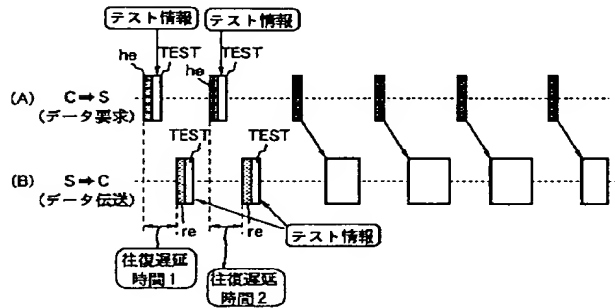 テスト情報 テスト情報
he TEST he TEST
(A) C⇒S
(データ要求)
TEST TEST
(B) S⇒C
(データ伝送)
re re テスト情報
往復遅延
時間1
往復遅延
時間2